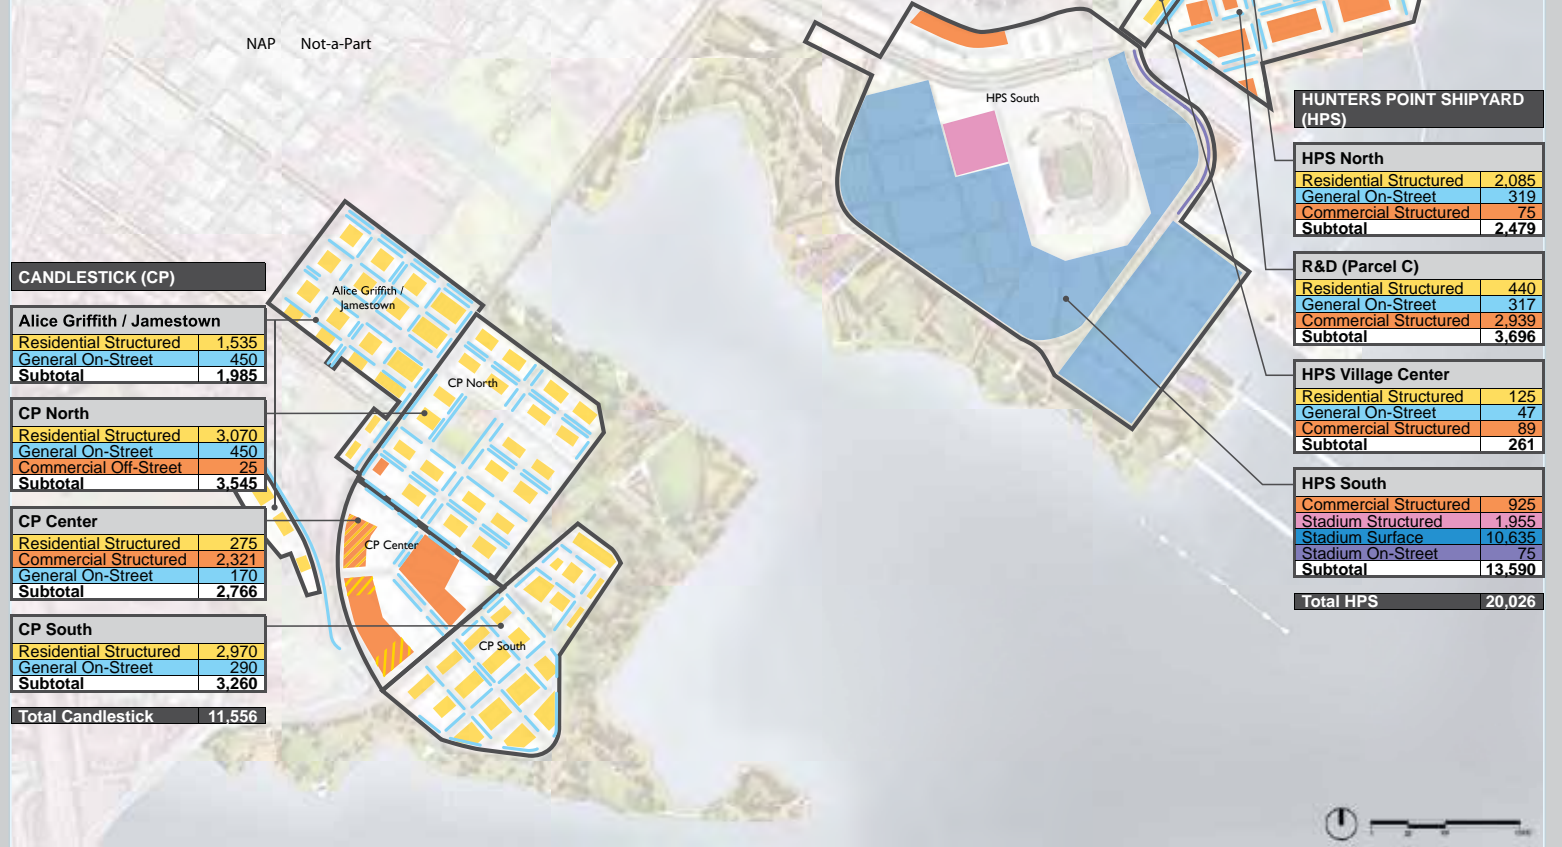 NAP Not-a-Part
HPS South
Alice Griffith /
Jamestown
CP North
CP Center
CP South
CANDLESTICK (CP)
Alice Griffith / Jamestown
Residential Structured 1,535
General On-Street 450
Subtotal 1,985
CP North
Residential Structured 3,070
General On-Street 450
Commercial Off-Street 25
Subtotal 3,545
CP Center
Residential Structured 275
Commercial Structured 2,321
General On-Street 170
Subtotal 2,766
CP South
Residential Structured 2,970
General On-Street 290
Subtotal 3,260
Total Candlestick 11,556
HUNTERS POINT SHIPYARD
(HPS)
HPS North
Residential Structured 2,085
General On-Street 319
Commercial Structured 75
Subtotal 2,479
R&D (Parcel C)
Residential Structured 440
General On-Street 317
Commercial Structured 2,939
Subtotal 3,696
HPS Village Center
Residential Structured 125
General On-Street 47
Commercial Structured 89
Subtotal 261
HPS South
Commercial Structured 925
Stadium Structured 1,955
Stadium Surface 10,635
Stadium On-Street 75
Subtotal 13,590
Total HPS 20,026